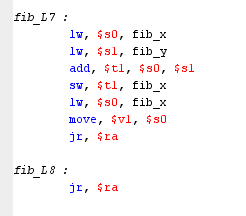 fib_L7 :
lw, $s0, fib_x
lw, $s1, fib_y
add, $t1, $s0, $s1
sw, $t1, fib_x
lw, $s0, fib_x
move, $v1, $s0
jr, $ra
fib_L8 :
jr, $ra